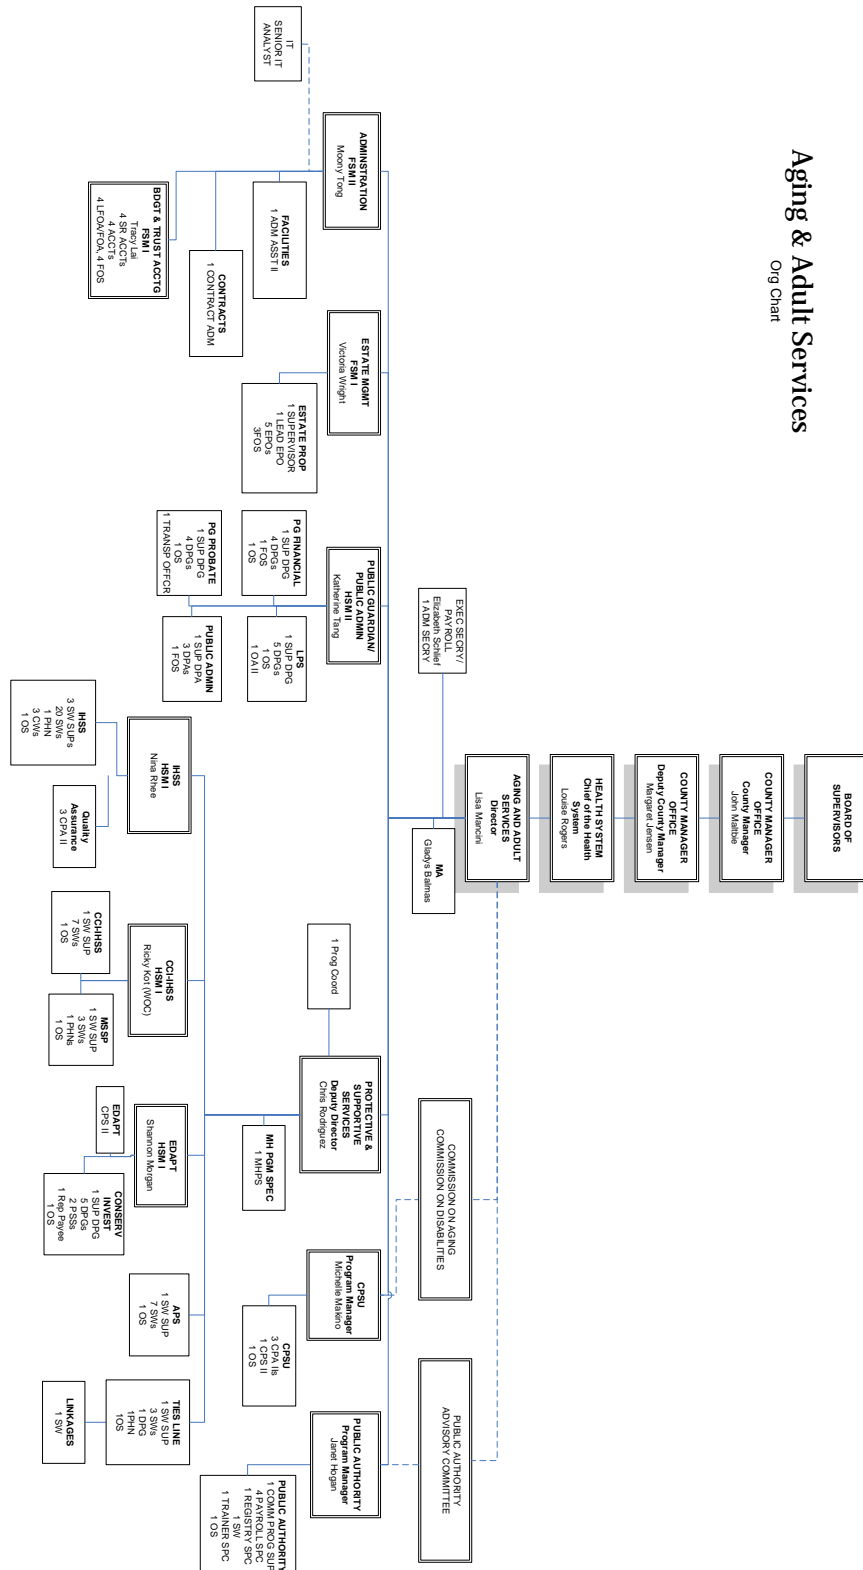 Aging & Adult Services
Org Chart
BOARD OF
SUPERVISORS
COUNTY MANAGER
OFFICE
County Manager
John Maltbie
COUNTY MANAGER
OFFICE
Deputy County Manager
Margaret Jensen
HEALTH SYSTEM
Chief of the Health
System
Louise Rogers
AGING AND ADULT
SERVICES
Director
Lisa Mancini
EXEC SECRY/
PAYROLL
Elizabeth Schlief
1 ADM SECRY
MA
Gladys Balmas
COMMISSION ON AGING
COMMISSION ON DISABILITIES
PUBLIC AUTHORITY
ADVISORY COMMITTEE
IT
SENIOR IT
ANALYST
ADMINSTRATION
FSM II
Moony Tong
FACILITIES
1 ADM ASST II
CONTRACTS
1 CONTRACT ADM
BDGT & TRUST ACCTG
FSM I
Tracy Lai
4 SR ACCTs
4 ACCTs
4 LFOA/FOA, 4 FOS
ESTATE MGMT
FSM I
Victoria Wright
ESTATE PROP
1 SUPERVISOR
1 LEAD EPO
5 EPOs
3FOS
PUBLIC GUARDIAN/
PUBLIC ADMIN
HSM II
Katherine Tang
PG FINANCIAL
1 SUP DPG
4 DPGs
1 FOS
1 OS
LPS
1 SUP DPG
5 DPGs
1 OS
1 OA II
PG PROBATE
1 SUP DPG
4 DPGs
1 OS
1 TRANSP OFFCR
PUBLIC ADMIN
1 SUP DPA
3 DPAs
1 FOS
1 Prog Coord
PROTECTIVE &
SUPPORTIVE
SERVICES
Deputy Director
Chris Rodriguez
MH PGM SPEC
1 MHPS
CPSU
Program Manager
Michelle Makino
CPSU
3 CPA IIs
1 CPS II
1 OS
PUBLIC AUTHORITY
Program Manager
Janet Hogan
PUBLIC AUTHORITY
1 COMM PROG SUP
4 PAYROLL SPC
1 REGISTRY SPC
1 SW
1 TRAINER SPC
1 OS
IHSS
HSM I
Nina Rhee
IHSS
3 SW SUPs
20 SWs
1 PHN
3 CWs
1 OS
Quality
Assurance
3 CPA II
CCI-IHSS
HSM I
Ricky Kot (WOC)
CCI-IHSS
1 SW SUP
7 SWs
1 OS
MSSP
1 SW SUP
3 SWs
1 PHNs
1 OS
EDAPT
HSM I
Shannon Morgan
EDAPT
CPS II
CONSERV
INVEST
1 SUP DPG
5 DPGs
2 PSSs
1 Rep Payee
1 OS
APS
1 SW SUP
7 SWs
1 OS
TIES LINE
1 SW SUP
3 SWs
1 DPG
1PHN
1OS
LINKAGES
1 SW